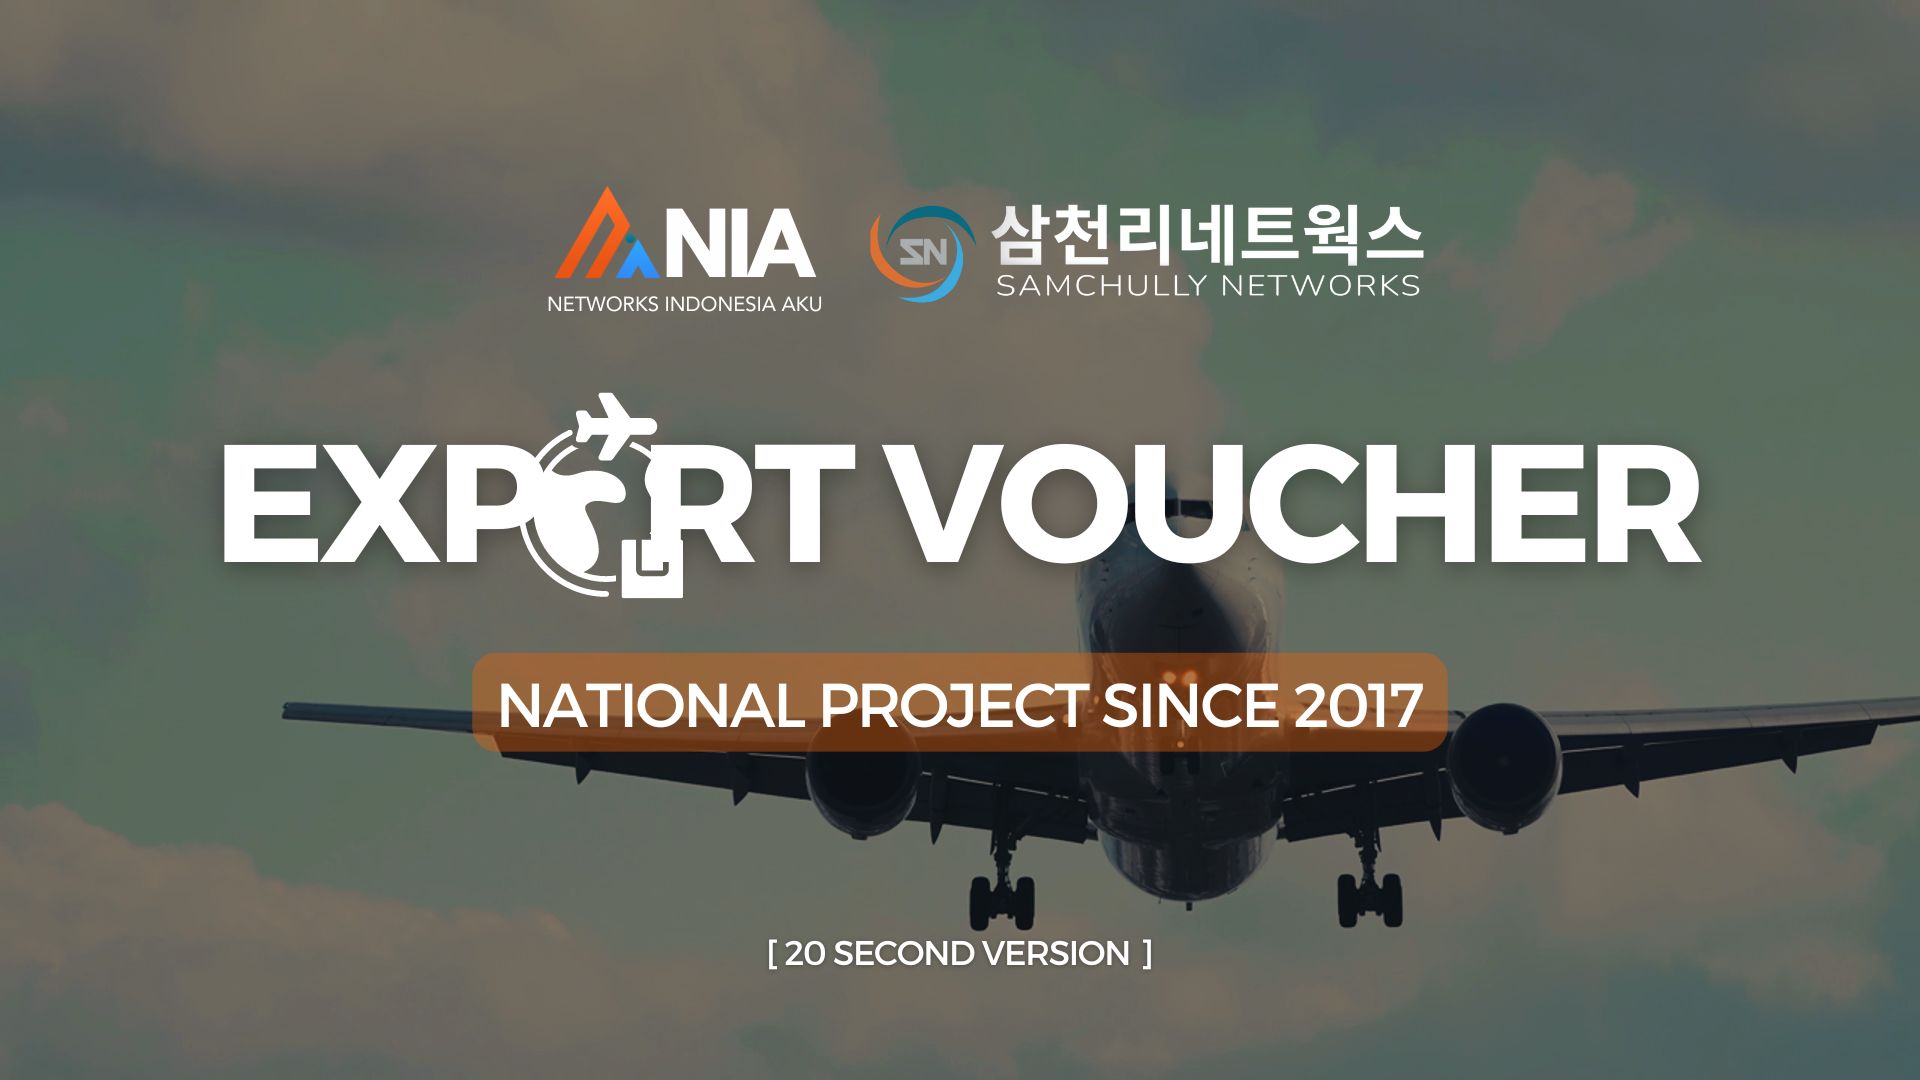 NIA
NETWORKS INDONESIA AKU
SN 삼천리네트웍스
SAMCHULLY NETWORKS
EXPORT VOUCHER
NATIONAL PROJECT SINCE 2017
[ 20 SECOND VERSION ]